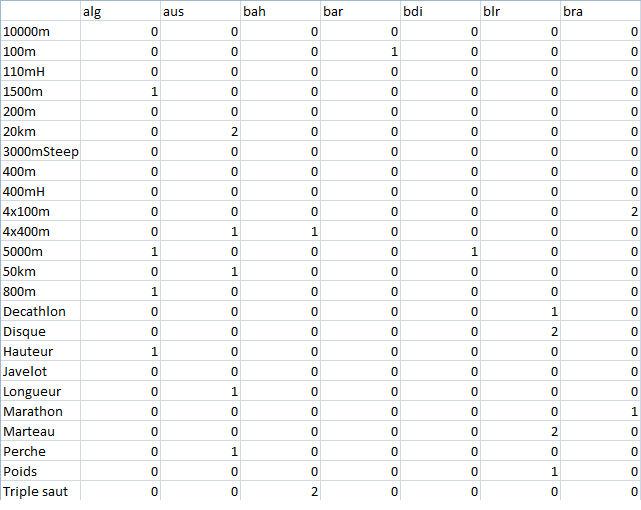 alg aus bah bar bdi blr bra
10000m 0 0 0 0 0 0 0
100m 0 0 0 1 0 0 0
110mH 0 0 0 0 0 0 0
1500m 1 0 0 0 0 0 0
200m 0 0 0 0 0 0 0
20km 0 2 0 0 0 0 0
3000mSteep 0 0 0 0 0 0 0
400m 0 0 0 0 0 0 0
400mH 0 0 0 0 0 0 0
4x100m 0 0 0 0 0 0 2
4x400m 0 1 1 0 0 0 0
5000m 1 0 0 0 1 0 0
50km 0 1 0 0 0 0 0
800m 1 0 0 0 0 0 0
Decathlon 0 0 0 0 0 1 0
Disque 0 0 0 0 0 2 0
Hauteur 1 0 0 0 0 0 0
Javelot 0 0 0 0 0 0 0
Longueur 0 1 0 0 0 0 0
Marathon 0 0 0 0 0 0 1
Marteau 0 0 0 0 0 2 0
Perche 0 1 0 0 0 0 0
Poids 0 0 0 0 0 1 0
Triple saut 0 0 2 0 0 0 0